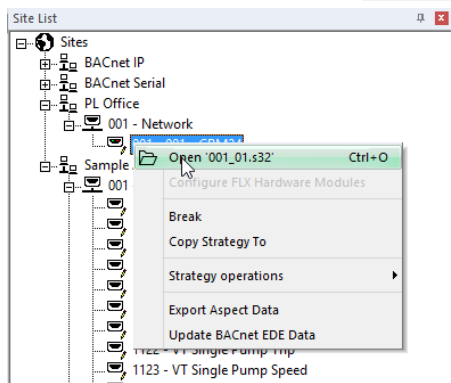 Site List
Sites
BACnet IP
BACnet Serial
PL Office
001 - Network
Open '001_01.s32' Ctrl+O
Sample
001
Configure FLX Hardware Modules
Break
Copy Strategy To
Strategy operations
Export Aspect Data
Update BACnet EDE Data
1122 - VT Single Pump Trip
1123 - VT Single Pump Speed